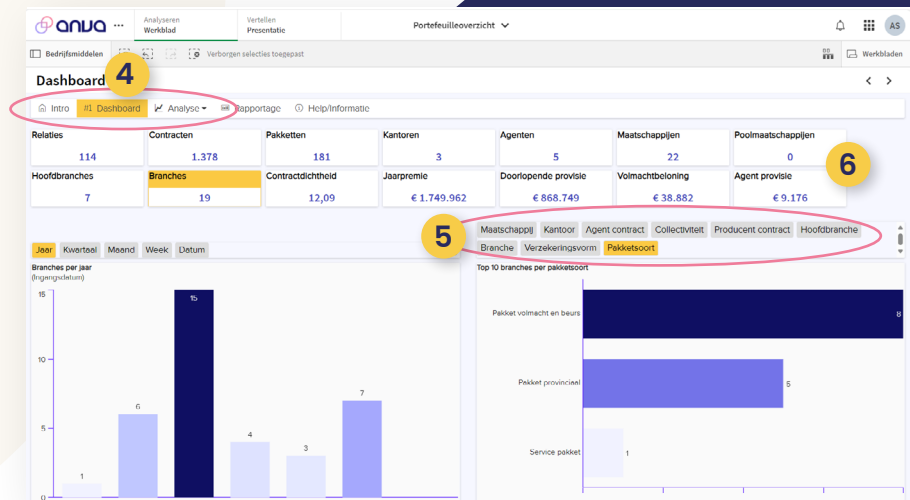 anva ... Analyseren Werkblad Vertellen Presentatie Portefeuilleoverzicht AS
Bedrijfsmiddelen Verborgen selecties toegepast Werkbladen
Dashboard 4
Intro #1 Dashboard Analyse Rapportage Help/Informatie
Relaties Contracten Pakketten Kantoren Agenten Maatschappijen Poolmaatschappijen
114 1.378 181 3 5 22 0
6
Hoofdbranches Branches Contractdichtheid Jaarpremie Doorlopende provisie Volmachtbeloning Agent provisie
7 19 12,09 € 1.749.962 € 868.749 € 38.882 € 9.176
5
Maatschappij Kantoor Agent contract Collectiviteit Producent contract Hoofdbranche
Branche Verzekeringsvorm Pakketsoort
Jaar Kwartaal Maand Week Datum
Branches per jaar
(Ingangsdatum)
15
10
5
0
1
6
15
4
3
7
Top 10 branches per pakketsoort
Pakket volmacht en beurs 8
Pakket provinciaal 5
Service pakket 1